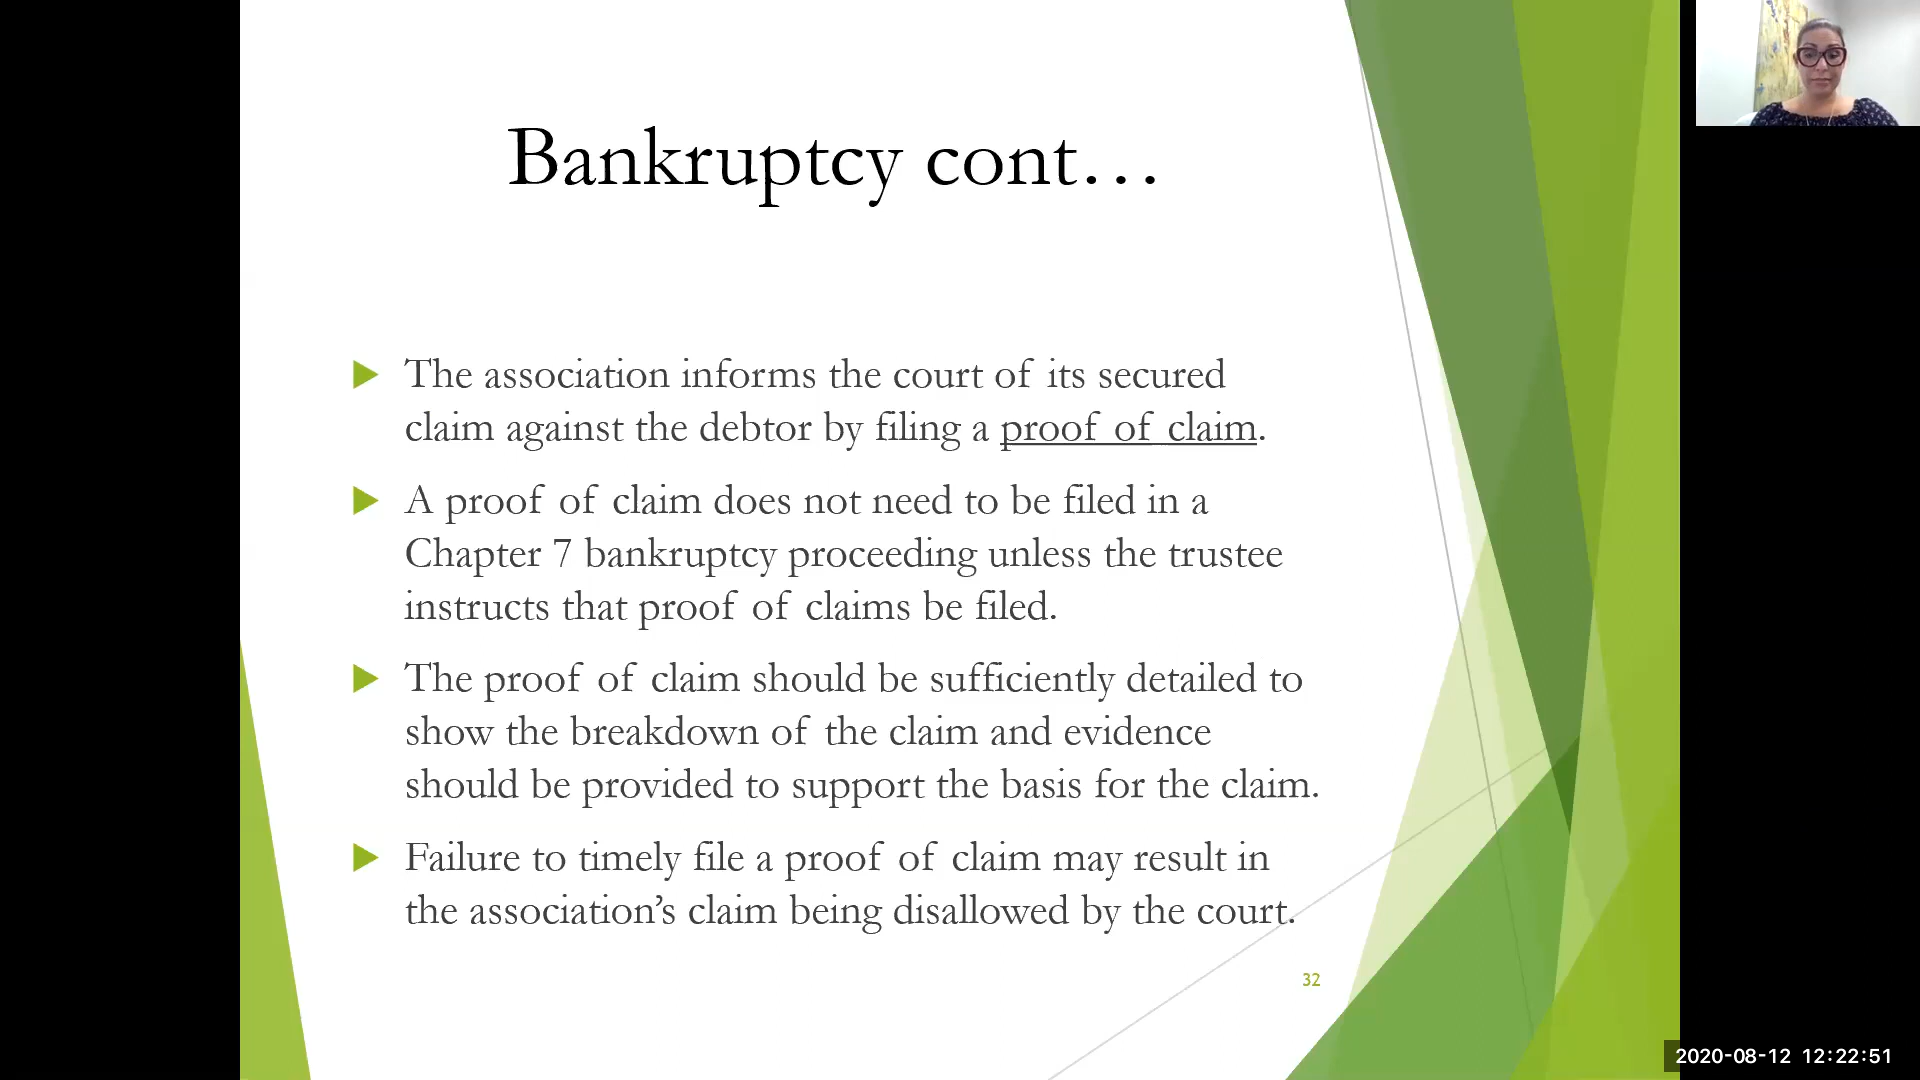 Bankruptcy cont…
The association informs the court of its secured
claim against the debtor by filing a proof of claim.
A proof of claim does not need to be filed in a
Chapter 7 bankruptcy proceeding unless the trustee
instructs that proof of claims be filed.
The proof of claim should be sufficiently detailed to
show the breakdown of the claim and evidence
should be provided to support the basis for the claim.
Failure to timely file a proof of claim may result in
the association’s claim being disallowed by the court.
32
2020-08-12 12:22:51